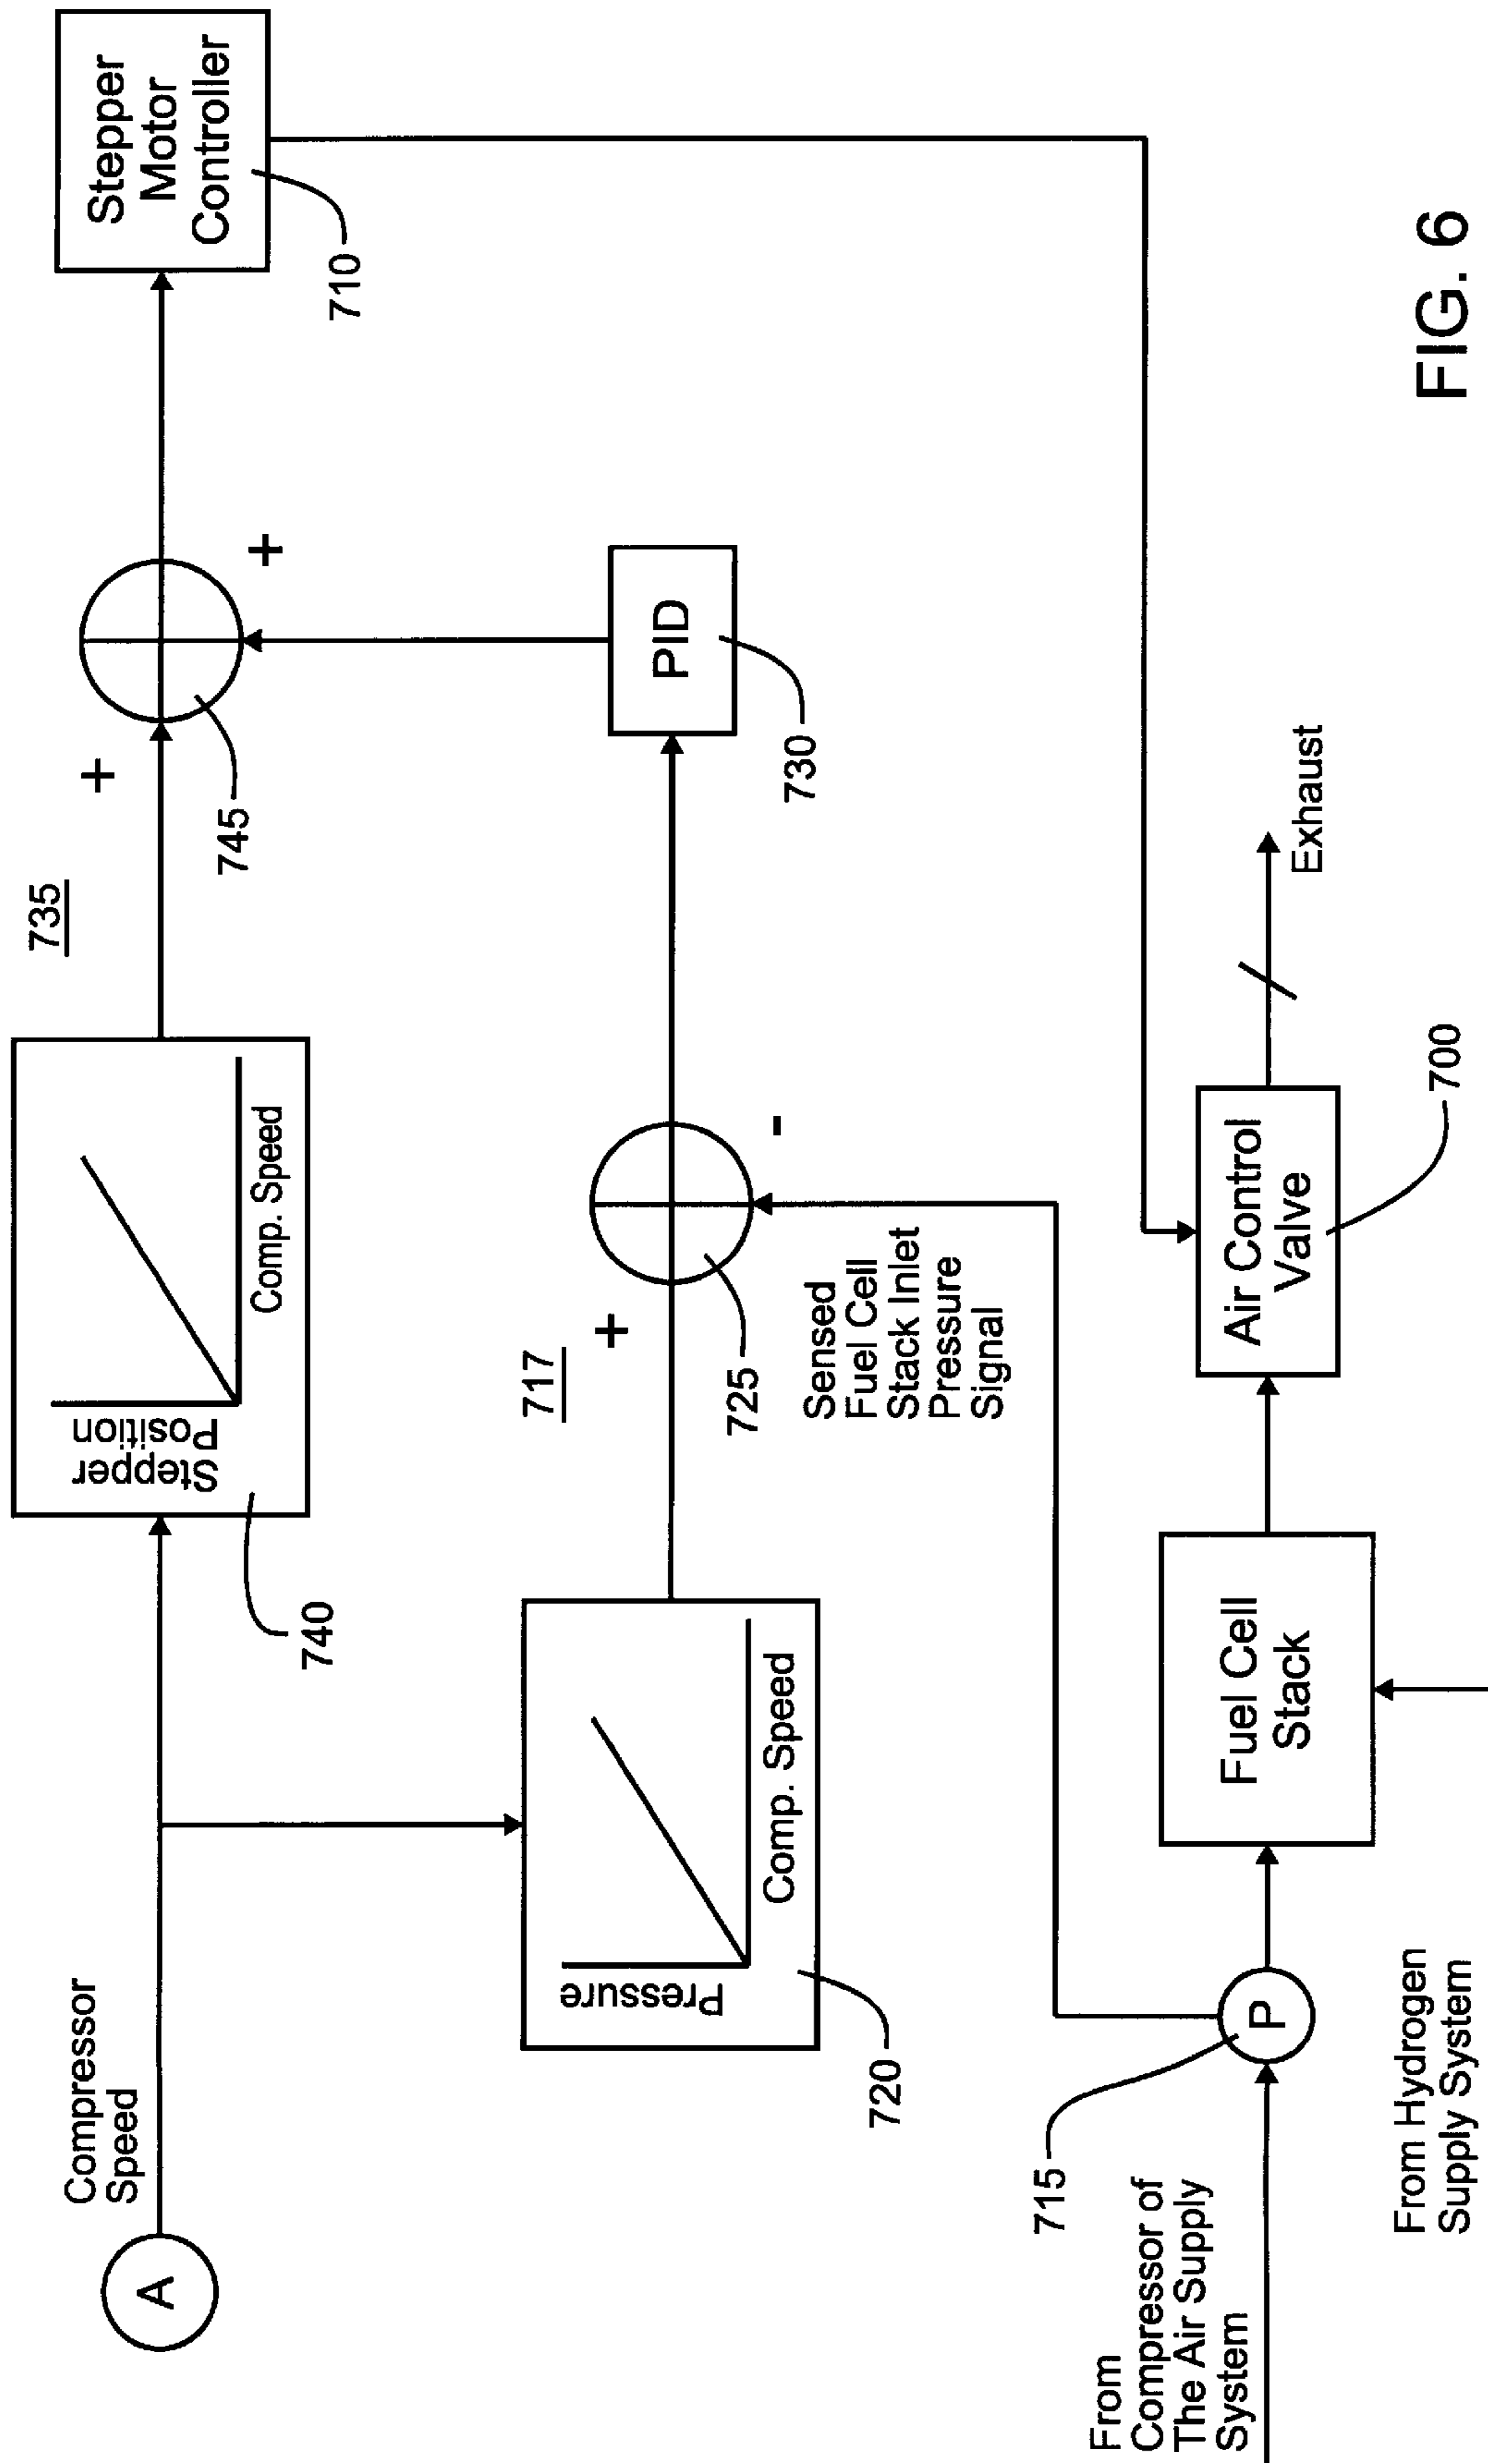 Compressor
Speed
A
740
Stepper
Position
Comp. Speed
735
+
+
745
Stepper
Motor
Controller
710
720
Pressure
Comp. Speed
717
+
-
725
Sensed
Fuel Cell
Stack Inlet
Pressure
Signal
PID
730
From
Compressor of
The Air Supply
System
715
P
From Hydrogen
Supply System
Fuel Cell
Stack
Air Control
Valve
700
Exhaust
FIG. 6